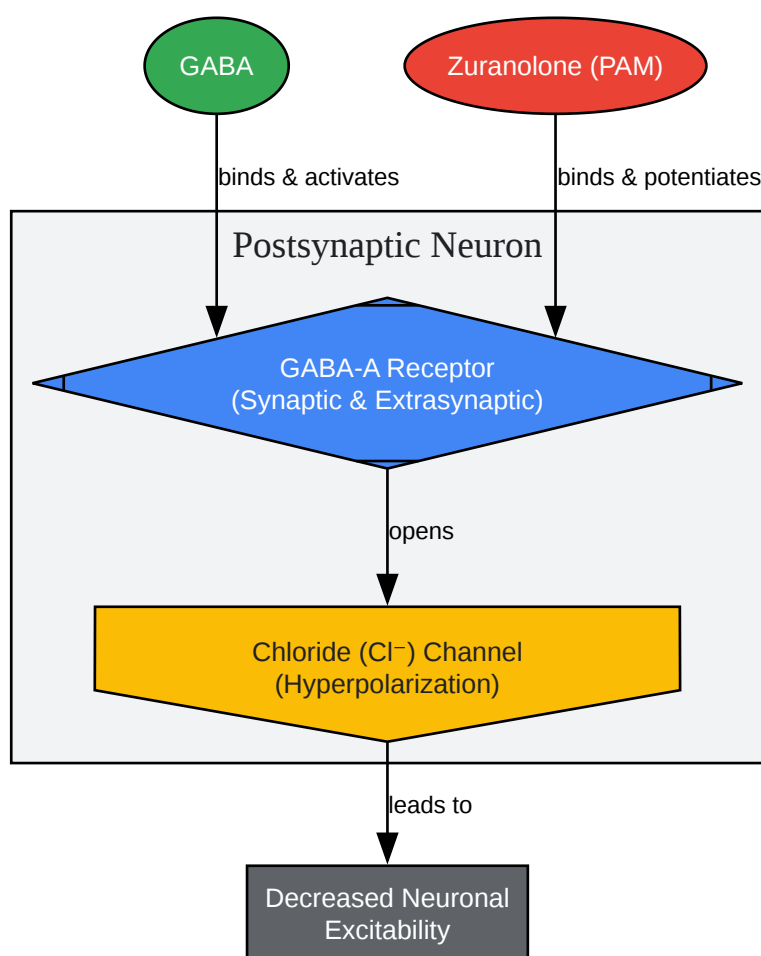 GABA
Zuranolone (PAM)
binds & activates
binds & potentiates
Postsynaptic Neuron
GABA-A Receptor
(Synaptic & Extrasynaptic)
opens
Chloride (Cl⁻) Channel
(Hyperpolarization)
leads to
Decreased Neuronal
Excitability